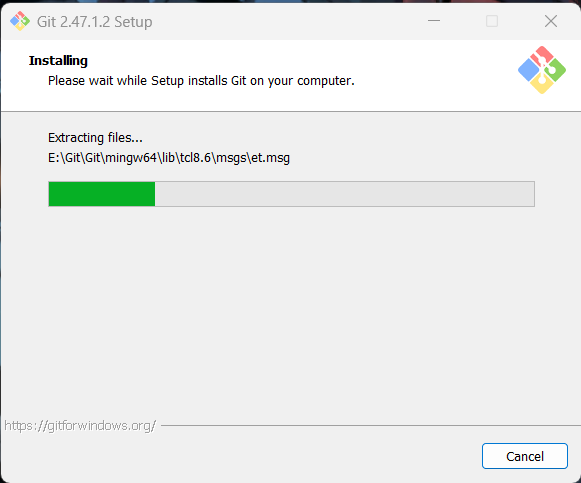 Git 2.47.1.2 Setup
Installing
Please wait while Setup installs Git on your computer.
Extracting files...
E:\Git\Git\mingw64\lib\tcl8.6\msgs\et.msg
https://gitforwindows.org/
Cancel